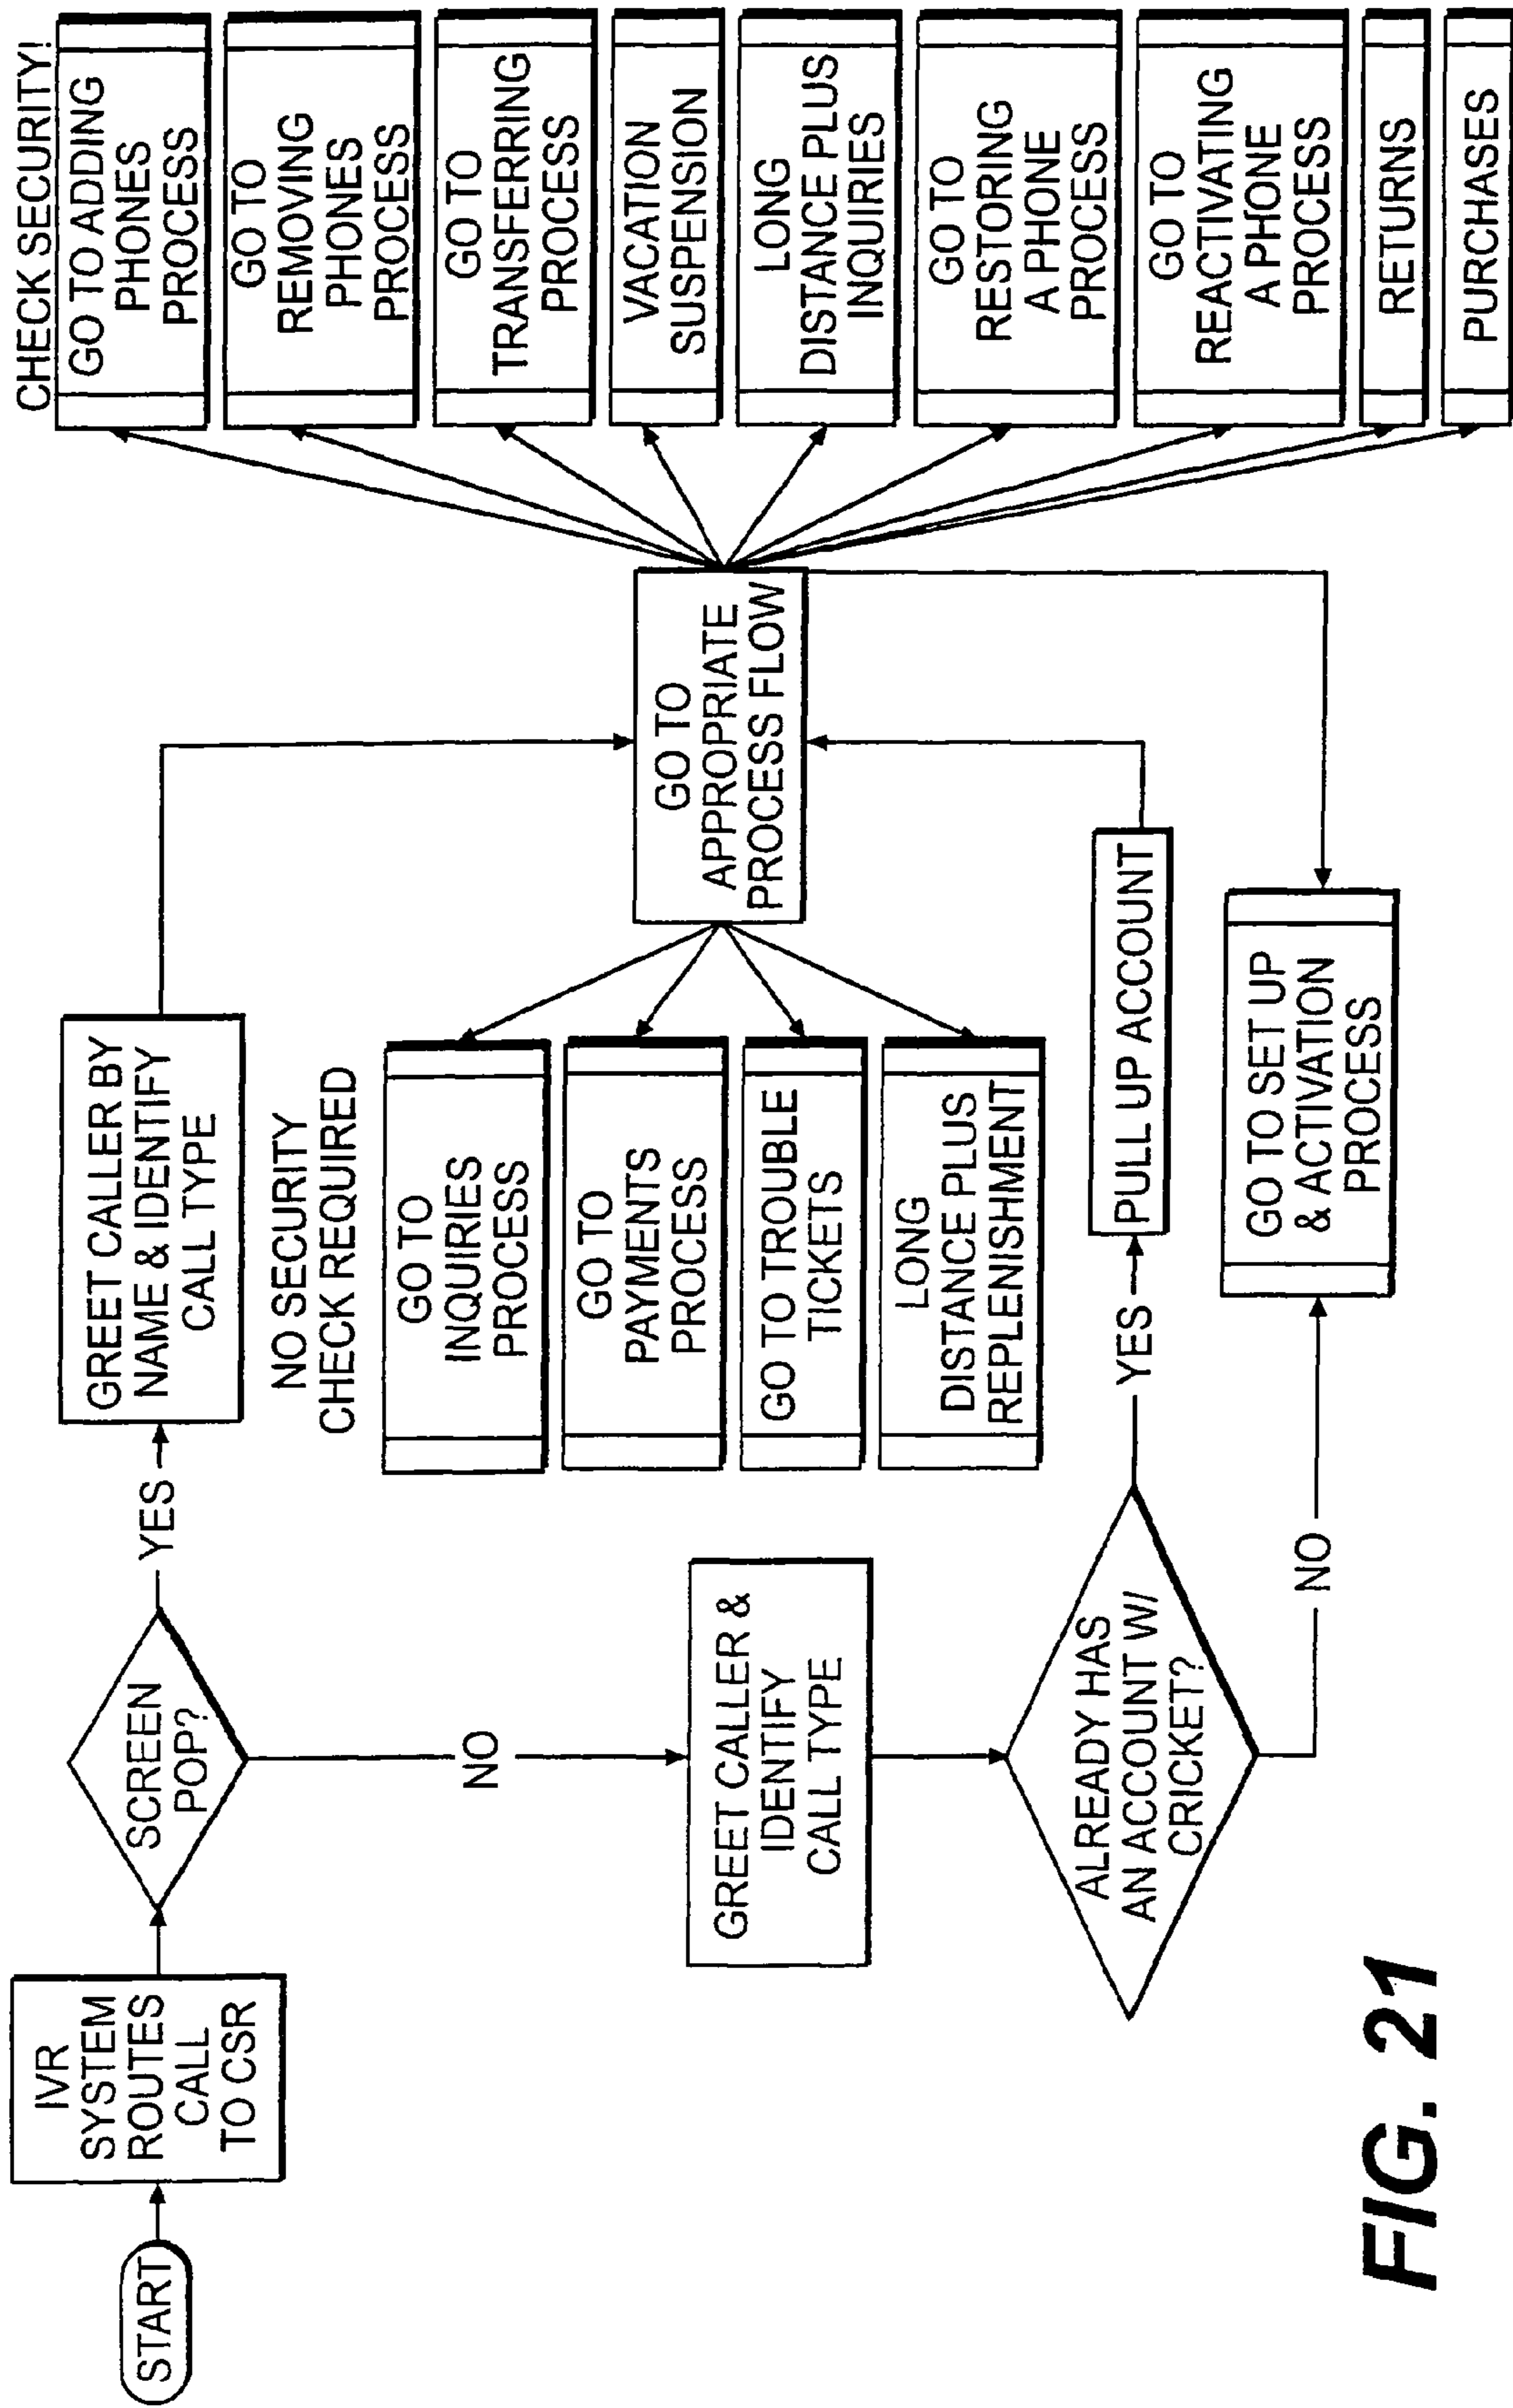 START
IVR
SYSTEM
ROUTES
CALL
TO CSR
SCREEN
POP?
YES
GREET CALLER BY
NAME & IDENTIFY
CALL TYPE
NO
GREET CALLER &
IDENTIFY
CALL TYPE
ALREADY HAS
AN ACCOUNT W/
CRICKET?
YES
PULL UP ACCOUNT
NO
GO TO SET UP
& ACTIVATION
PROCESS
NO SECURITY
CHECK REQUIRED
GO TO
INQUIRIES
PROCESS
GO TO
PAYMENTS
PROCESS
GO TO TROUBLE
TICKETS
LONG
DISTANCE PLUS
REPLENISHMENT
GO TO
APPROPRIATE
PROCESS FLOW
CHECK SECURITY!
GO TO ADDING
PHONES
PROCESS
GO TO
REMOVING
PHONES
PROCESS
GO TO
TRANSFERRING
PROCESS
VACATION
SUSPENSION
LONG
DISTANCE PLUS
INQUIRIES
GO TO
RESTORING
A PHONE
PROCESS
GO TO
REACTIVATING
A PHONE
PROCESS
RETURNS
PURCHASES
FIG. 21